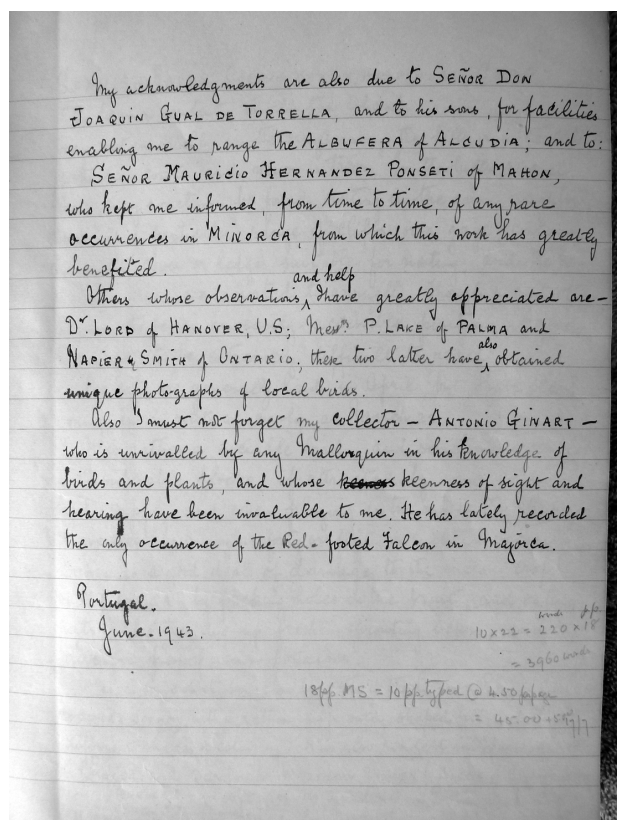 My acknowledgments are also due to SEÑOR DON
JOAQUIN GUAL DE TORRELLA, and to his sons, for facilities
enabling me to range the ALBUFERA of ALCUDIA; and to:
SEÑOR MAURICIO HERNANDEZ PONSETI of MAHON,
who kept me informed, from time to time, of any rare
occurrences in MINORCA, from which this work has greatly
benefited.
and help
Others whose observations, I have greatly appreciated are—
Dr. LORD of HANOVER, U.S; Messrs P. LAKE of PALMA and
also
NAPIER SMITH of ONTARIO; these two latter have obtained
unique photographs of local birds.
Also I must not forget my collector — ANTONIO GINART —
who is unrivalled by any Mallorquin in his knowledge of
birds and plants, and whose keenness of sight and
hearing have been invaluable to me. He has lately recorded
the only occurrence of the Red-footed Falcon in Majorca.
Portugal.
June. 1943.
words pp.
10 x 22 = 220 x 18
= 3960 words
18pp. MS = 10 pp. typed @ 4.50
= 45.00